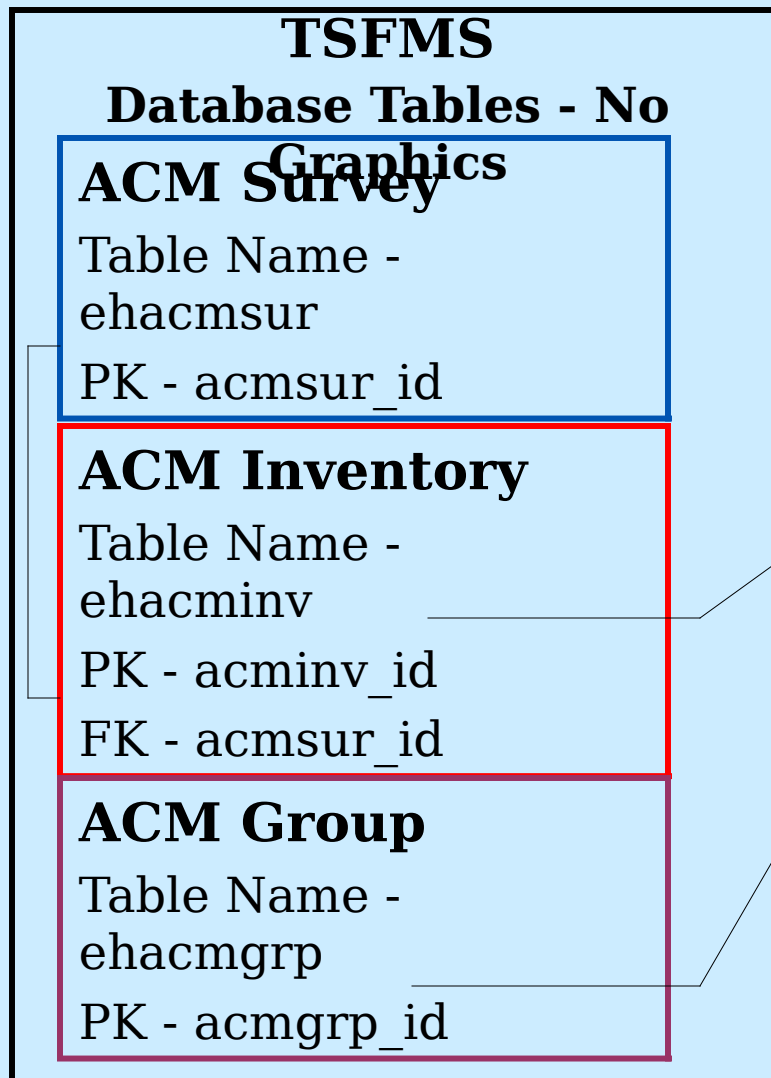 TSFMS
Database Tables - No
Graphics
ACM Survey
Table Name -
ehacmsur
PK - acmsur_id
ACM Inventory
Table Name -
ehacminv
PK - acminv_id
FK - acmsur_id
ACM Group
Table Name -
ehacmgrp
PK - acmgrp_id